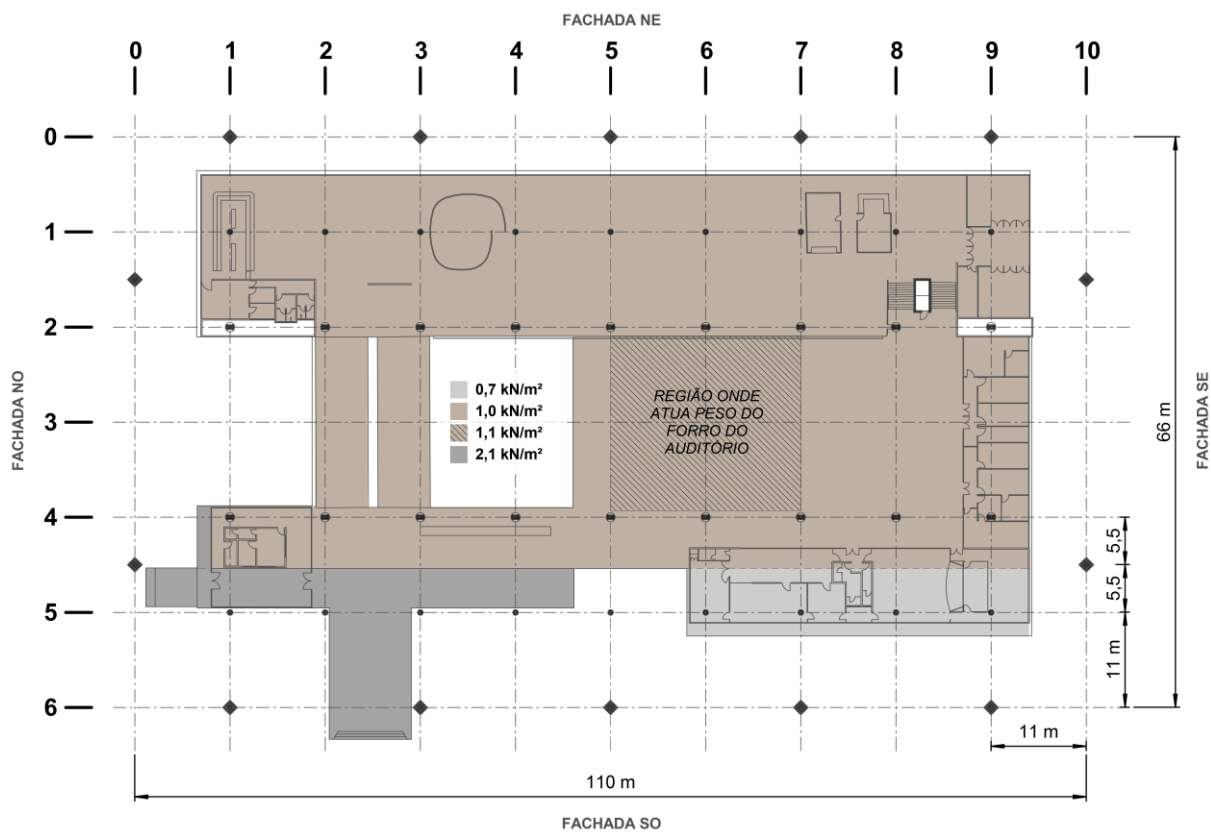 FACHADA NE
0 1 2 3 4 5 6 7 8 9 10
0
1
2
3
4
5
6
FACHADA NO
0,7 kN/m²
1,0 kN/m²
1,1 kN/m²
2,1 kN/m²
REGIÃO ONDE
ATUA PESO DO
FORRO DO
AUDITÓRIO
66 m
FACHADA SE
5,5
5,5
11 m
11 m
110 m
FACHADA SO